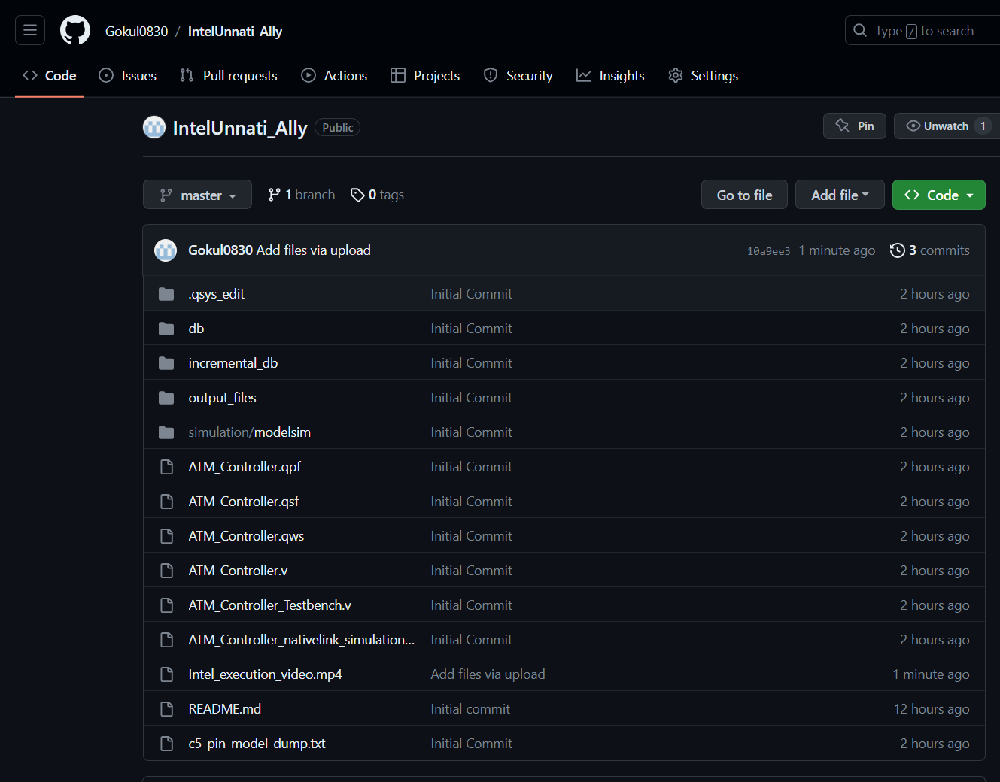 Gokul0830 / IntelUnnati_Ally
Type / to search
Code Issues Pull requests Actions Projects Security Insights Settings
IntelUnnati_Ally Public
Pin Unwatch 1
master 1 branch 0 tags
Go to file Add file Code
Gokul0830 Add files via upload 10a9ee3 1 minute ago 3 commits
.qsys_edit Initial Commit 2 hours ago
db Initial Commit 2 hours ago
incremental_db Initial Commit 2 hours ago
output_files Initial Commit 2 hours ago
simulation/modelsim Initial Commit 2 hours ago
ATM_Controller.qpf Initial Commit 2 hours ago
ATM_Controller.qsf Initial Commit 2 hours ago
ATM_Controller.qws Initial Commit 2 hours ago
ATM_Controller.v Initial Commit 2 hours ago
ATM_Controller_Testbench.v Initial Commit 2 hours ago
ATM_Controller_nativelink_simulation... Initial Commit 2 hours ago
Intel_execution_video.mp4 Add files via upload 1 minute ago
README.md Initial commit 12 hours ago
c5_pin_model_dump.txt Initial Commit 2 hours ago